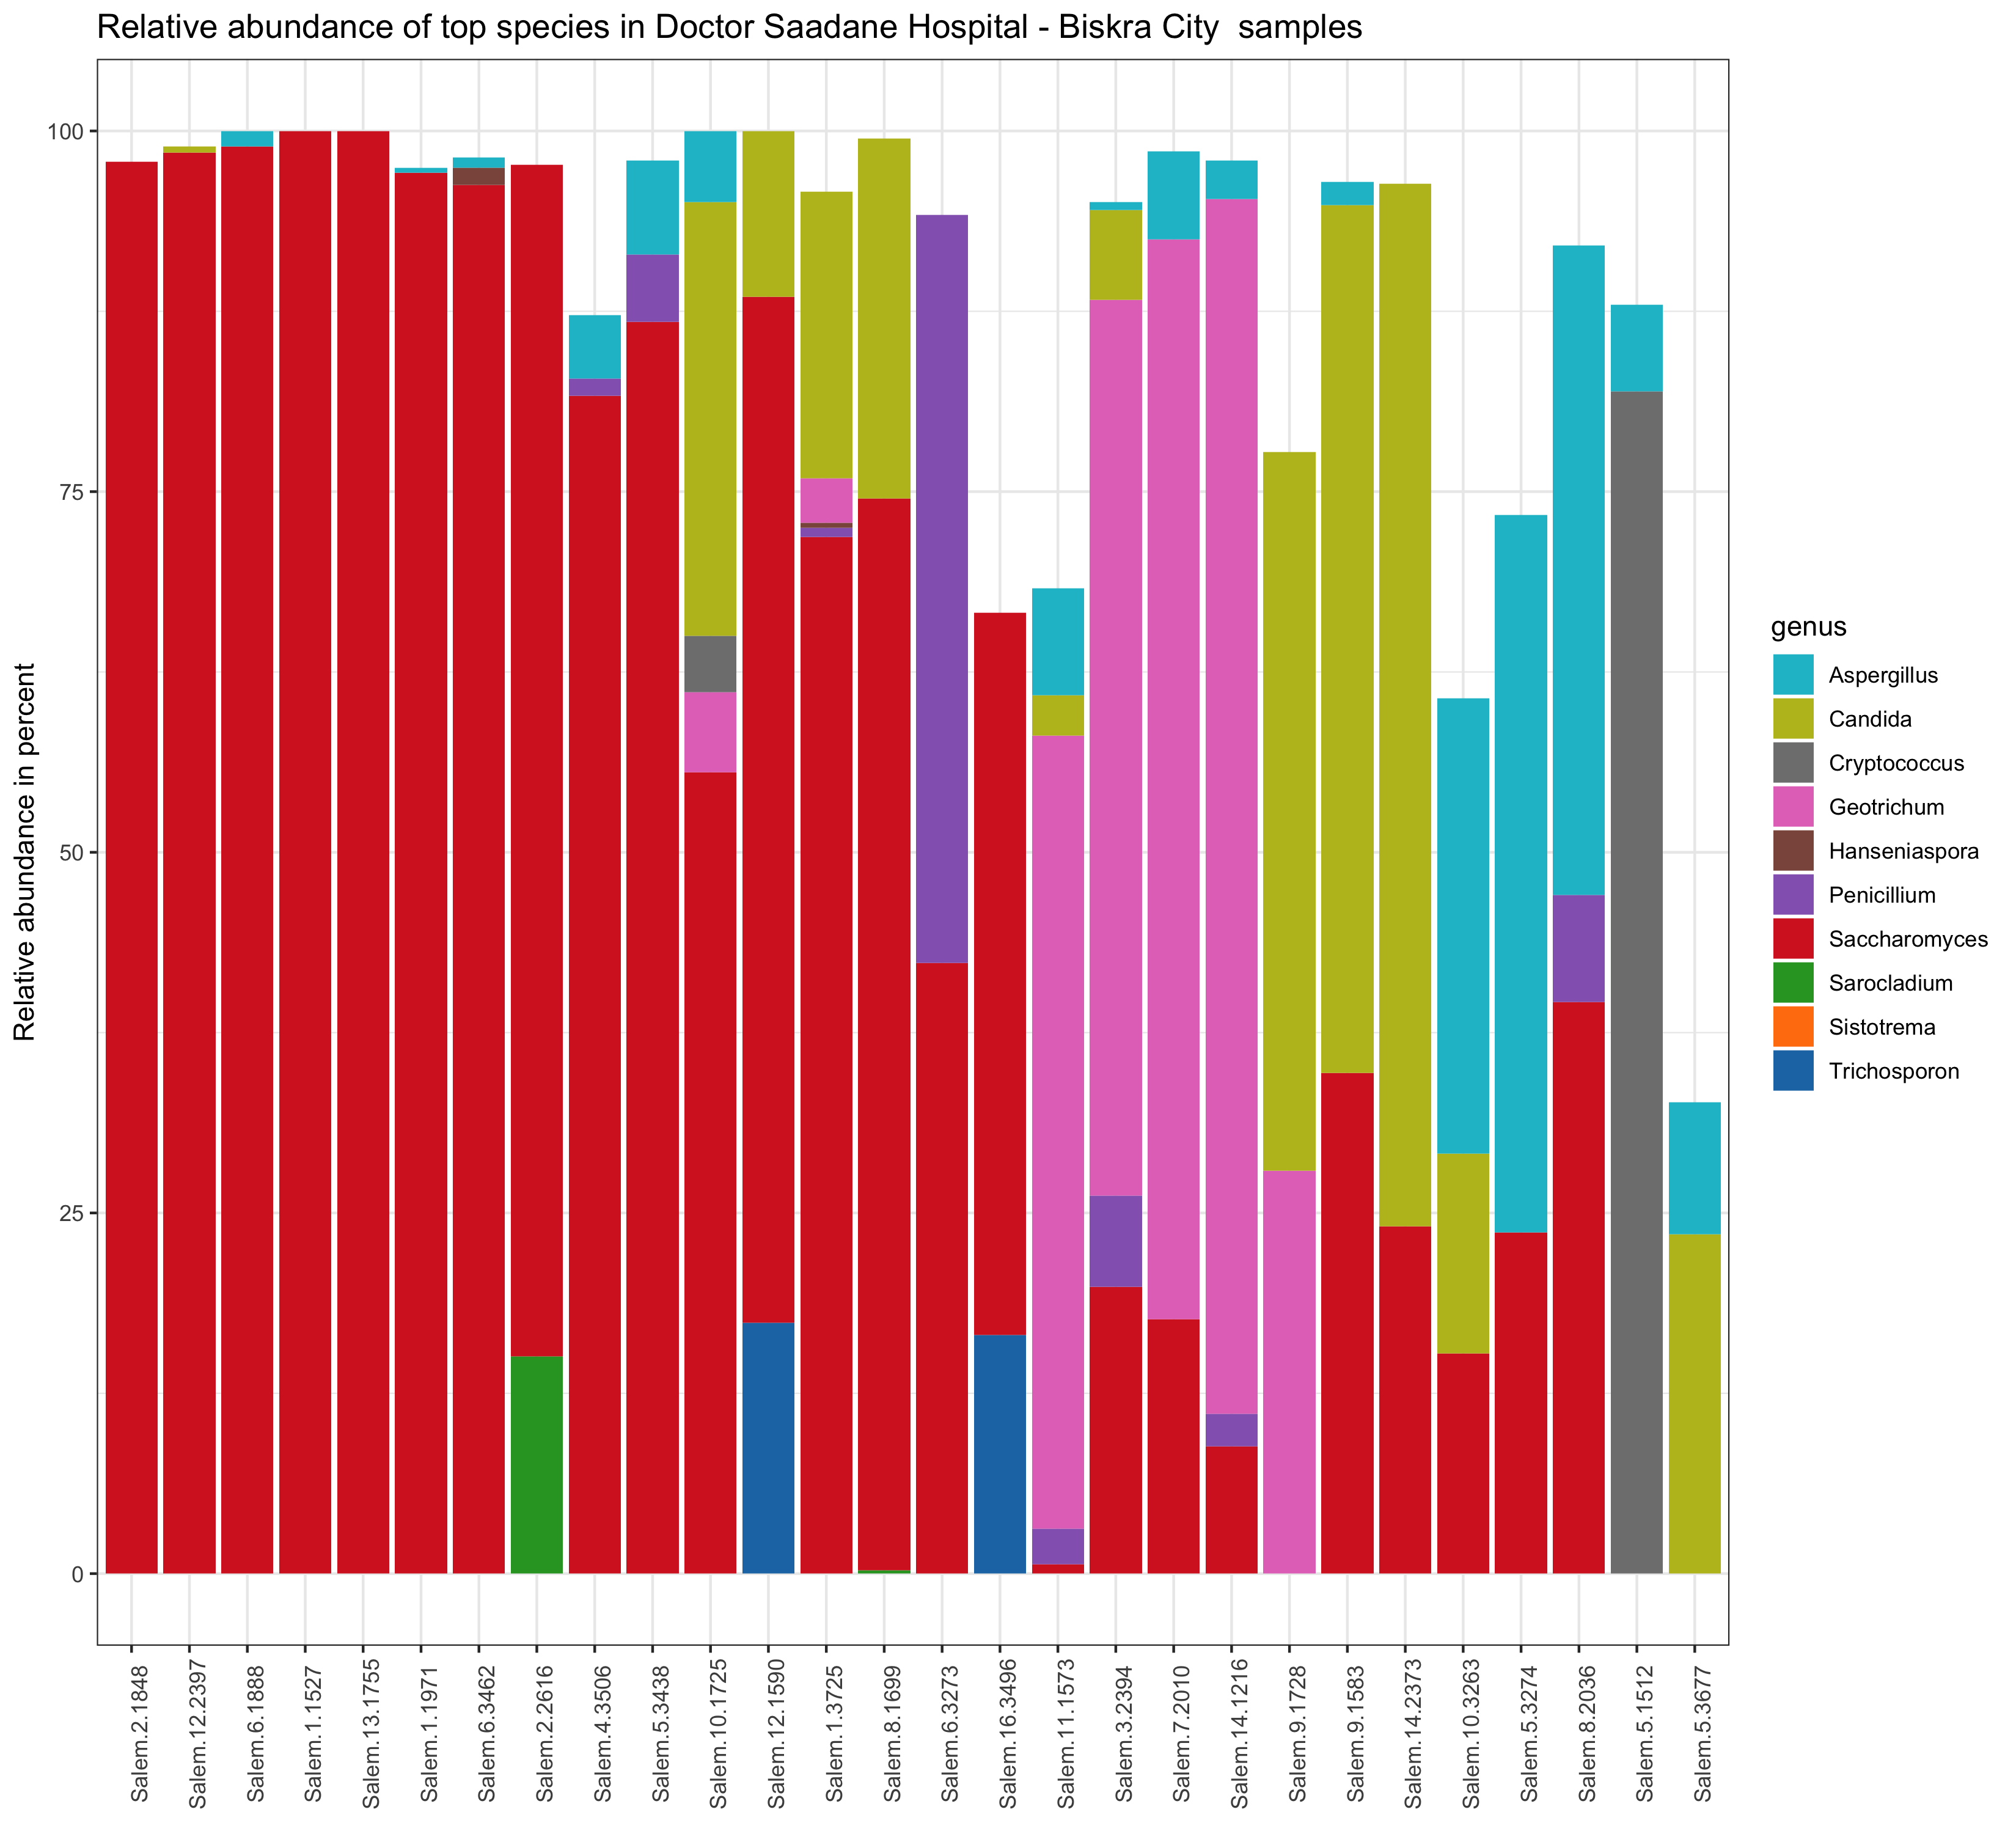 Relative abundance of top species in Doctor Saadane Hospital - Biskra City  samples
Relative abundance in percent
100
75
50
25
0
Salem.2.1848
Salem.12.2397
Salem.6.1888
Salem.1.1527
Salem.13.1755
Salem.1.1971
Salem.6.3462
Salem.2.2616
Salem.4.3506
Salem.5.3438
Salem.10.1725
Salem.12.1590
Salem.1.3725
Salem.8.1699
Salem.6.3273
Salem.16.3496
Salem.11.1573
Salem.3.2394
Salem.7.2010
Salem.14.1216
Salem.9.1728
Salem.9.1583
Salem.14.2373
Salem.10.3263
Salem.5.3274
Salem.8.2036
Salem.5.1512
Salem.5.3677
genus
Aspergillus
Candida
Cryptococcus
Geotrichum
Hanseniaspora
Penicillium
Saccharomyces
Sarocladium
Sistotrema
Trichosporon